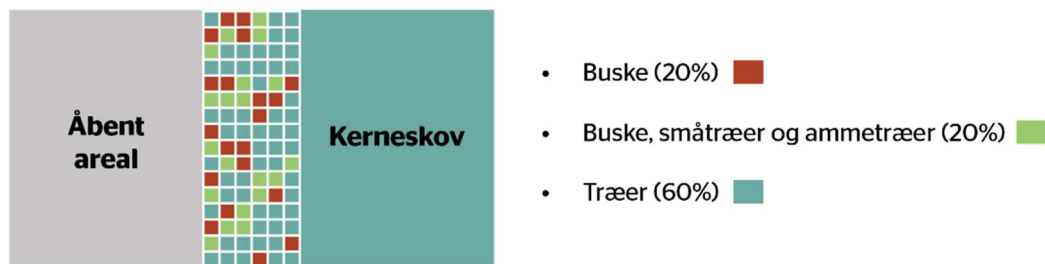 Åbent
areal
Kerneskov
• Buske (20%)
• Buske, småtræer og ammetræer (20%)
• Træer (60%)